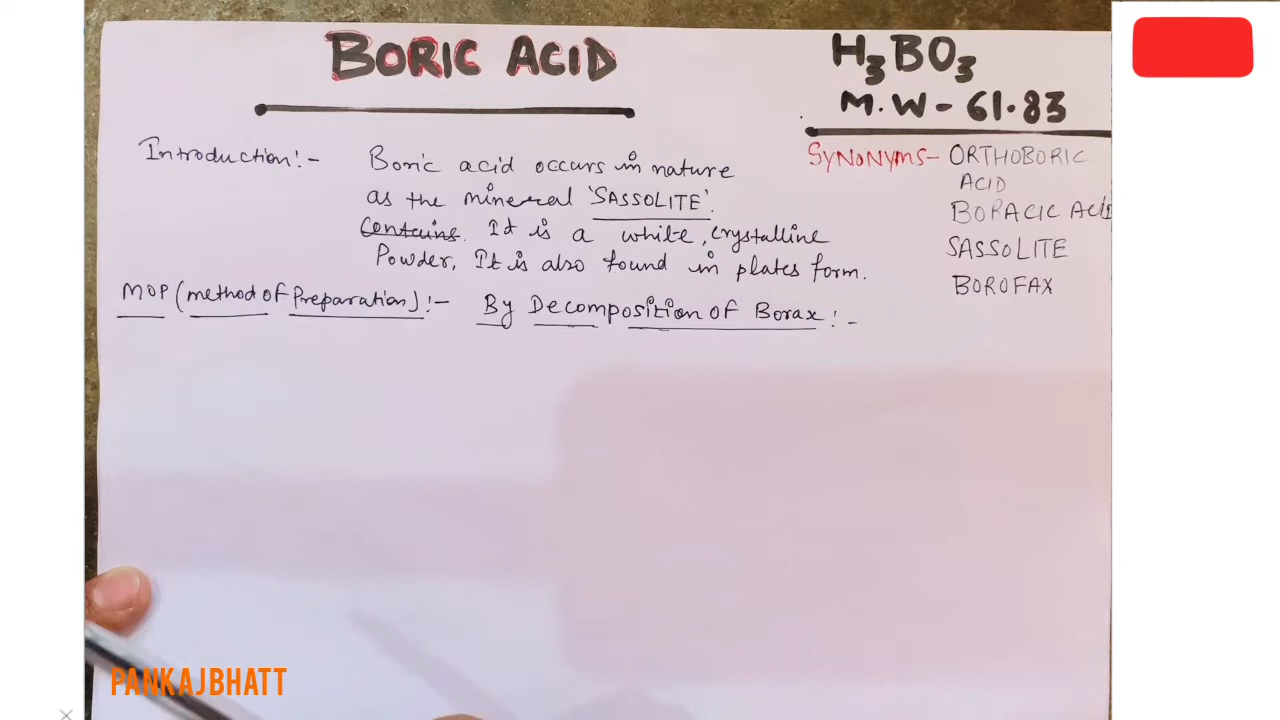 BORIC ACID
H3BO3
M.W - 61.83
Introduction:- Boric acid occurs in nature
as the mineral 'SASSOLITE'.
Contains. It is a white, crystalline
Powder, It is also found in plates form.
SYNONYMS- ORTHOBORIC
ACID
BORACIC ACID
SASSOLITE
BOROFAX
MOP (method of Preparation):- By Decomposition of Borax:-
PANKAJBHATT